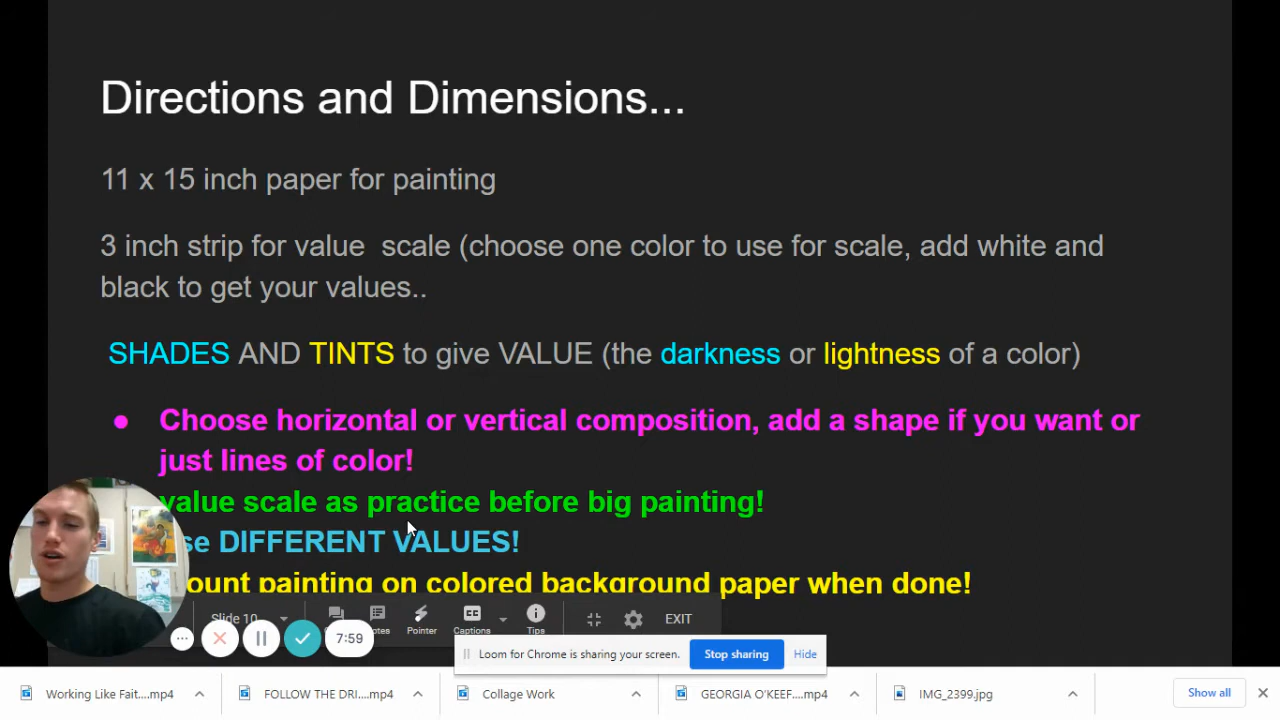 Directions and Dimensions...
11 x 15 inch paper for painting
3 inch strip for value scale (choose one color to use for scale, add white and
black to get your values..
SHADES AND TINTS to give VALUE (the darkness or lightness of a color)
● Choose horizontal or vertical composition, add a shape if you want or
just lines of color!
value scale as practice before big painting!
se DIFFERENT VALUES!
ount painting on colored background paper when done!
Slide 10
otes
Pointer
Captions
Tips
EXIT
7:59
Loom for Chrome is sharing your screen.
Stop sharing
Hide
Working Like Fait....mp4
FOLLOW THE DRI....mp4
Collage Work
GEORGIA O'KEEF....mp4
IMG_2399.jpg
Show all